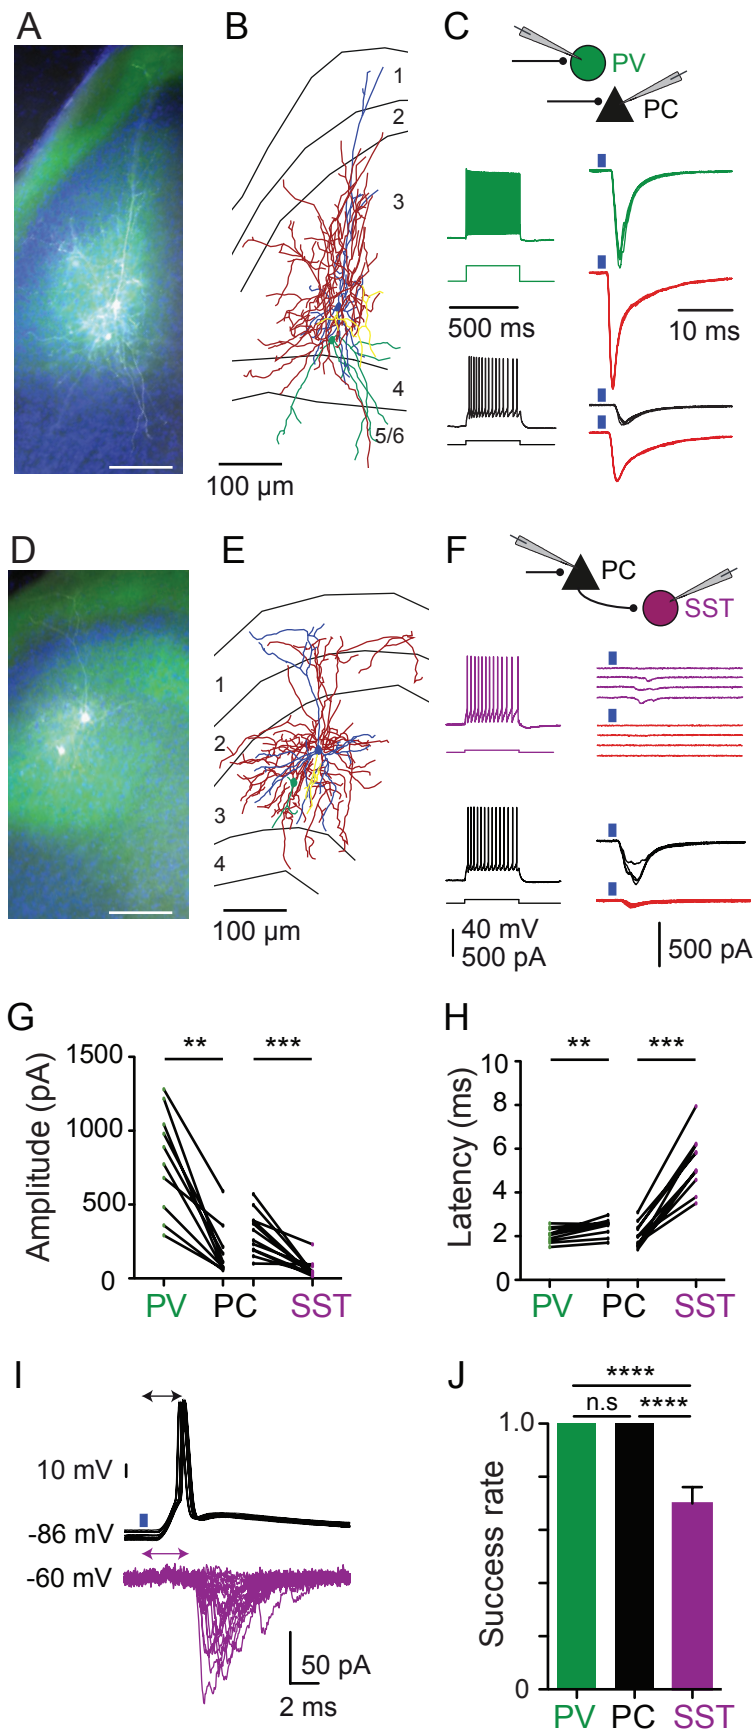 A
B
1
2
3
4
5/6
100 µm
C
PV
PC
500 ms
10 ms
D
E
1
2
3
4
100 µm
F
PC
SST
40 mV
500 pA
500 pA
G
** ***
Amplitude (pA)
1500
1000
500
0
PV PC SST
H
** ***
Latency (ms)
10
8
6
4
2
0
PV PC SST
I
10 mV
-86 mV
-60 mV
50 pA
2 ms
J
****
n.s ****
Success rate
1.0
0
PV PC SST